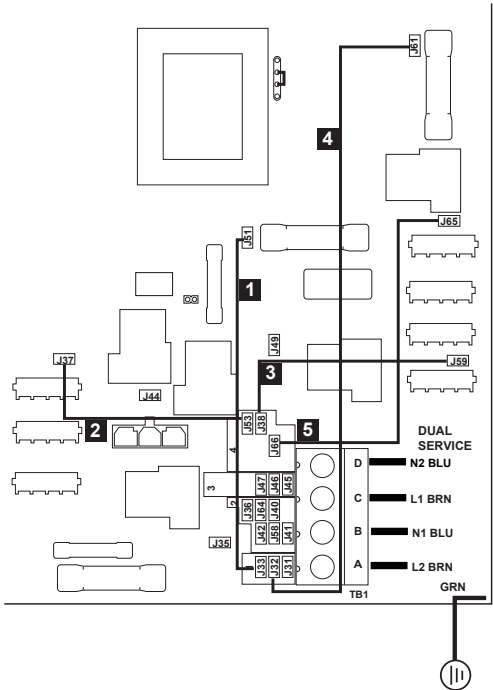 J61
4
J65
J51
1
J49
J59
J37
3
J44
J53
J38
2
J66
5
DUAL
SERVICE
4
D
N2 BLU
3
J47
J46
J45
C
L1 BRN
2
J36
J64
J40
J42
J58
J41
B
N1 BLU
J35
1
J33
J32
J31
A
L2 BRN
TB1
GRN